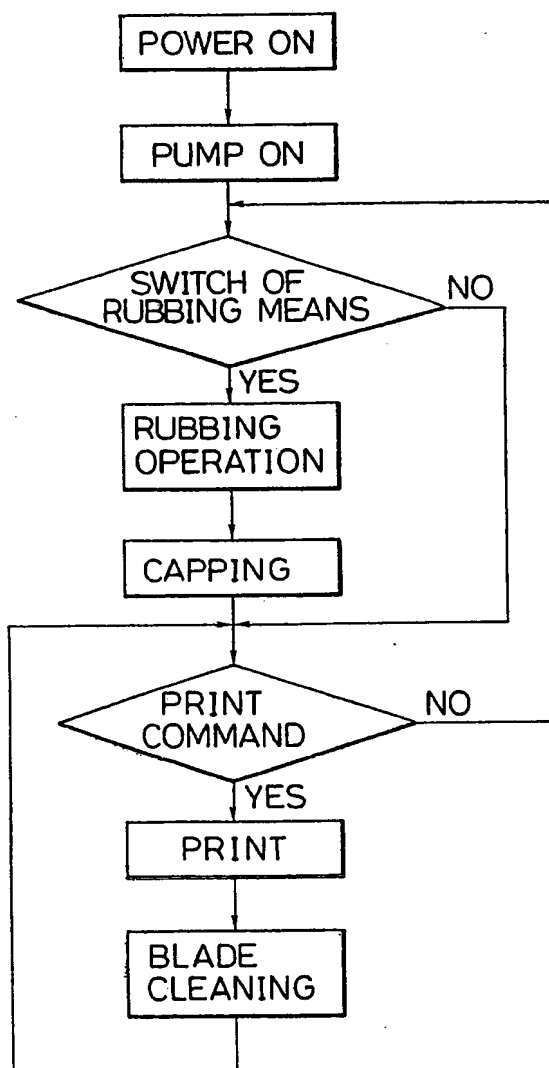 POWER ON
PUMP ON
SWITCH OF
RUBBING MEANS
NO
YES
RUBBING
OPERATION
CAPPING
PRINT
COMMAND
NO
YES
PRINT
BLADE
CLEANING